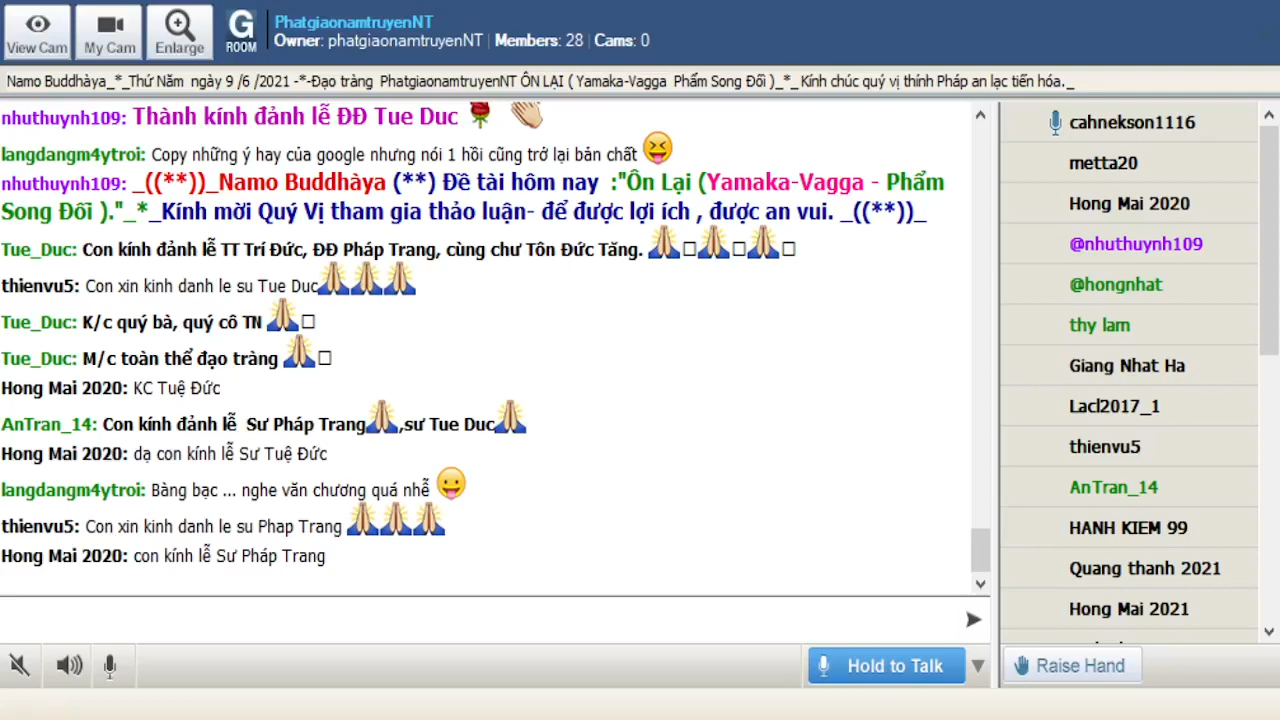 View Cam
My Cam
Enlarge
G
ROOM
PhatgiaonamtruyenNT
Owner: phatgiaonamtruyenNT | Members: 28 | Cams: 0
Namo Buddhàya_*_Thứ Năm ngày 9 /6 /2021 -*-Đạo tràng PhatgiaonamtruyenNT ÔN LẠI ( Yamaka-Vagga Phẩm Song Đối )_*_ Kính chúc quý vị thính Pháp an lạc tiến hóa._
nhuthuynh109: Thành kính đảnh lễ ĐĐ Tue Duc
langdangm4ytroi: Copy những ý hay của google nhưng nói 1 hồi cũng trở lại bản chất
nhuthuynh109: _((**))_Namo Buddhàya (**) Đề tài hôm nay :"Ôn Lại (Yamaka-Vagga - Phẩm
Song Đối )."_*_Kính mời Quý Vị tham gia thảo luận- để được lợi ích , được an vui. _((**))_
Tue_Duc: Con kính đảnh lễ TT Trí Đức, ĐĐ Pháp Trang, cùng chư Tôn Đức Tăng.
thienvu5: Con xin kinh danh le su Tue Duc
Tue_Duc: K/c quý bà, quý cô TN
Tue_Duc: M/c toàn thể đạo tràng
Hong Mai 2020: KC Tuệ Đức
AnTran_14: Con kính đảnh lễ Sư Pháp Trang,sư Tue Duc
Hong Mai 2020: dạ con kính lễ Sư Tuệ Đức
langdangm4ytroi: Bàng bạc ... nghe văn chương quá nhễ
thienvu5: Con xin kinh danh le su Phap Trang
Hong Mai 2020: con kính lễ Sư Pháp Trang
cahnekson1116
metta20
Hong Mai 2020
@nhuthuynh109
@hongnhat
thy lam
Giang Nhat Ha
Lacl2017_1
thienvu5
AnTran_14
HANH KIEM 99
Quang thanh 2021
Hong Mai 2021
Hold to Talk
Raise Hand